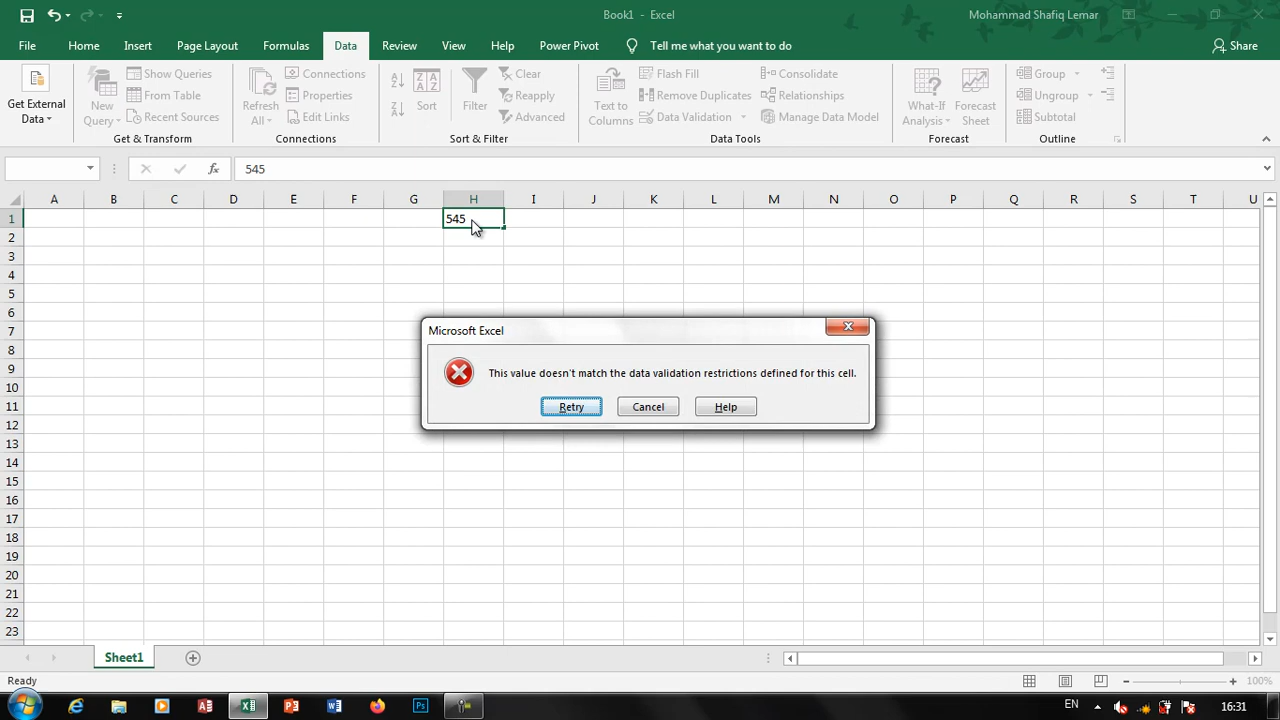 Book1 - Excel
Mohammad Shafiq Lemar
File Home Insert Page Layout Formulas Data Review View Help Power Pivot Tell me what you want to do Share
Get External Data
New Query
Show Queries
From Table
Recent Sources
Get & Transform
Refresh All
Connections
Properties
Edit Links
Connections
Sort
Filter
Clear
Reapply
Advanced
Sort & Filter
Text to Columns
Flash Fill
Remove Duplicates
Data Validation
Consolidate
Relationships
Manage Data Model
Data Tools
What-If Analysis
Forecast Sheet
Forecast
Group
Ungroup
Subtotal
Outline
fx 545
A B C D E F G H I J K L M N O P Q R S T U
1 545
2
3
4
5
6
7
8
9
10
11
12
13
14
15
16
17
18
19
20
21
22
23
Microsoft Excel
This value doesn't match the data validation restrictions defined for this cell.
Retry Cancel Help
Sheet1
Ready
100%
EN
16:31